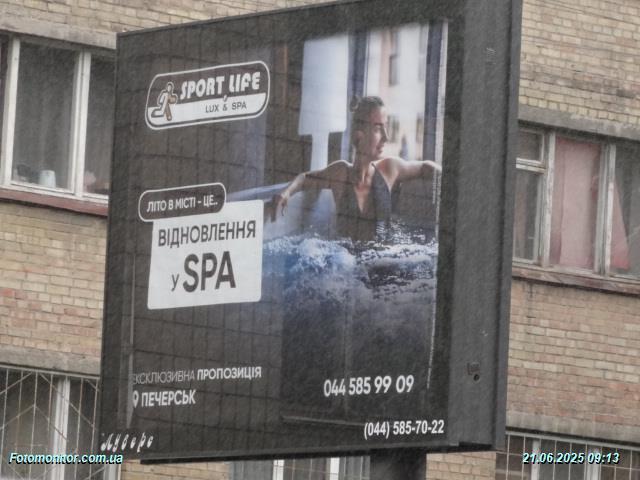 SPORT LIFE
LUX & SPA
ЛІТО В МІСТІ - ЦЕ..
ВІДНОВЛЕННЯ
У SPA
ЕКСКЛЮЗИВНА ПРОПОЗИЦІЯ
ПЕЧЕРСЬК
044 585 99 09
(044) 585-70-22
Лувере
Fotomonitor.com.ua
21.06.2025 09:13